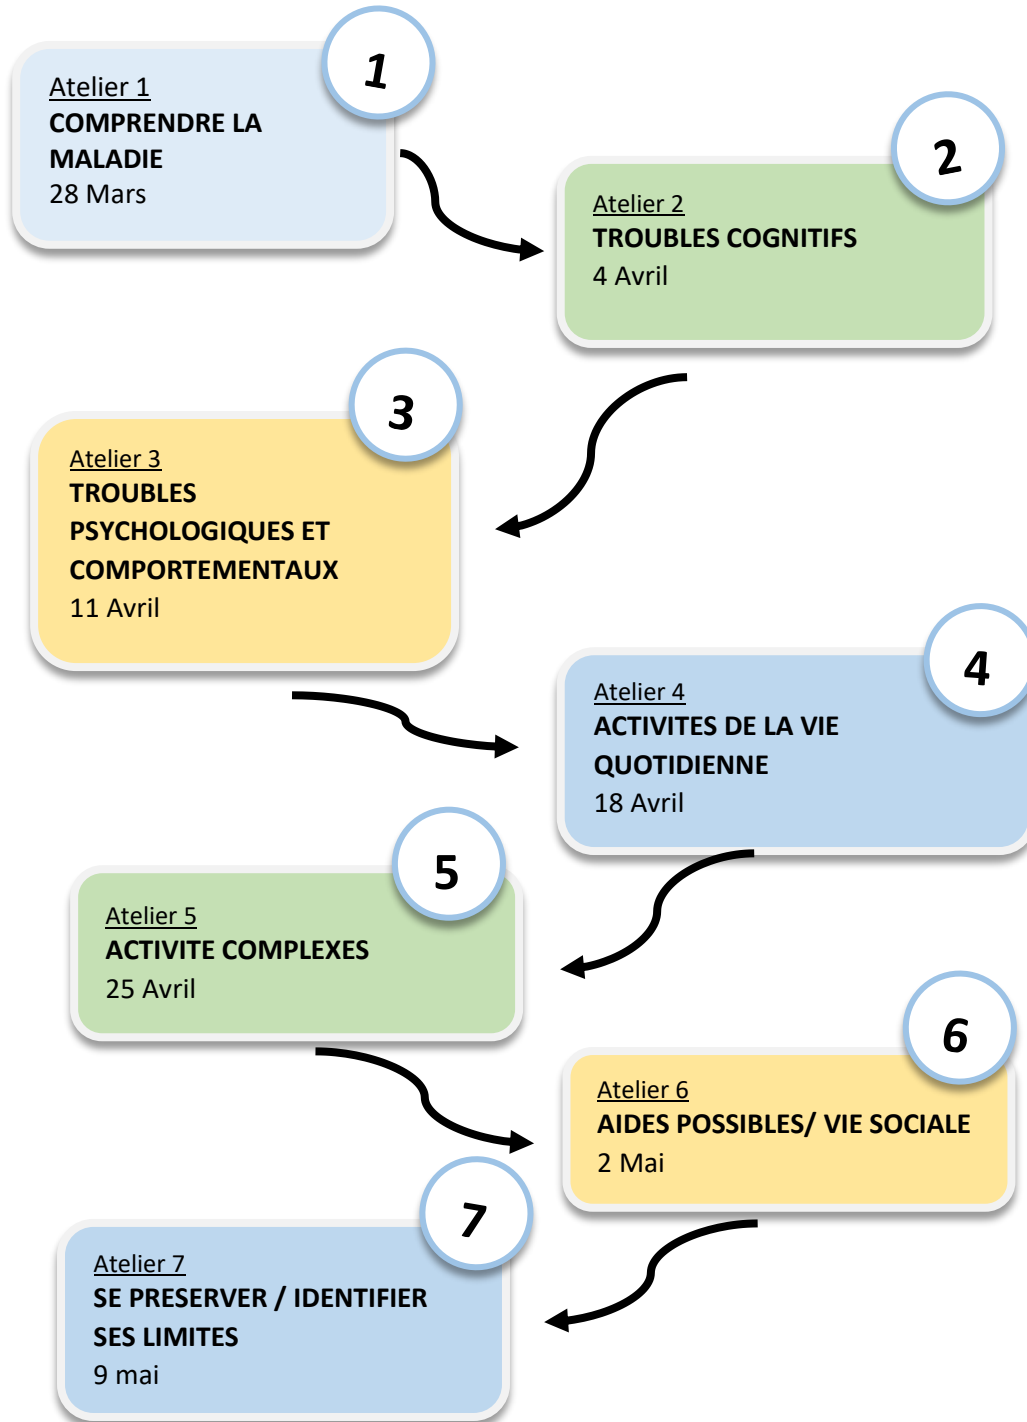 1
Atelier 1
COMPRENDRE LA
MALADIE
28 Mars
2
Atelier 2
TROUBLES COGNITIFS
4 Avril
3
Atelier 3
TROUBLES
PSYCHOLOGIQUES ET
COMPORTEMENTAUX
11 Avril
4
Atelier 4
ACTIVITES DE LA VIE
QUOTIDIENNE
18 Avril
5
Atelier 5
ACTIVITE COMPLEXES
25 Avril
6
Atelier 6
AIDES POSSIBLES/ VIE SOCIALE
2 Mai
7
Atelier 7
SE PRESERVER / IDENTIFIER
SES LIMITES
9 mai